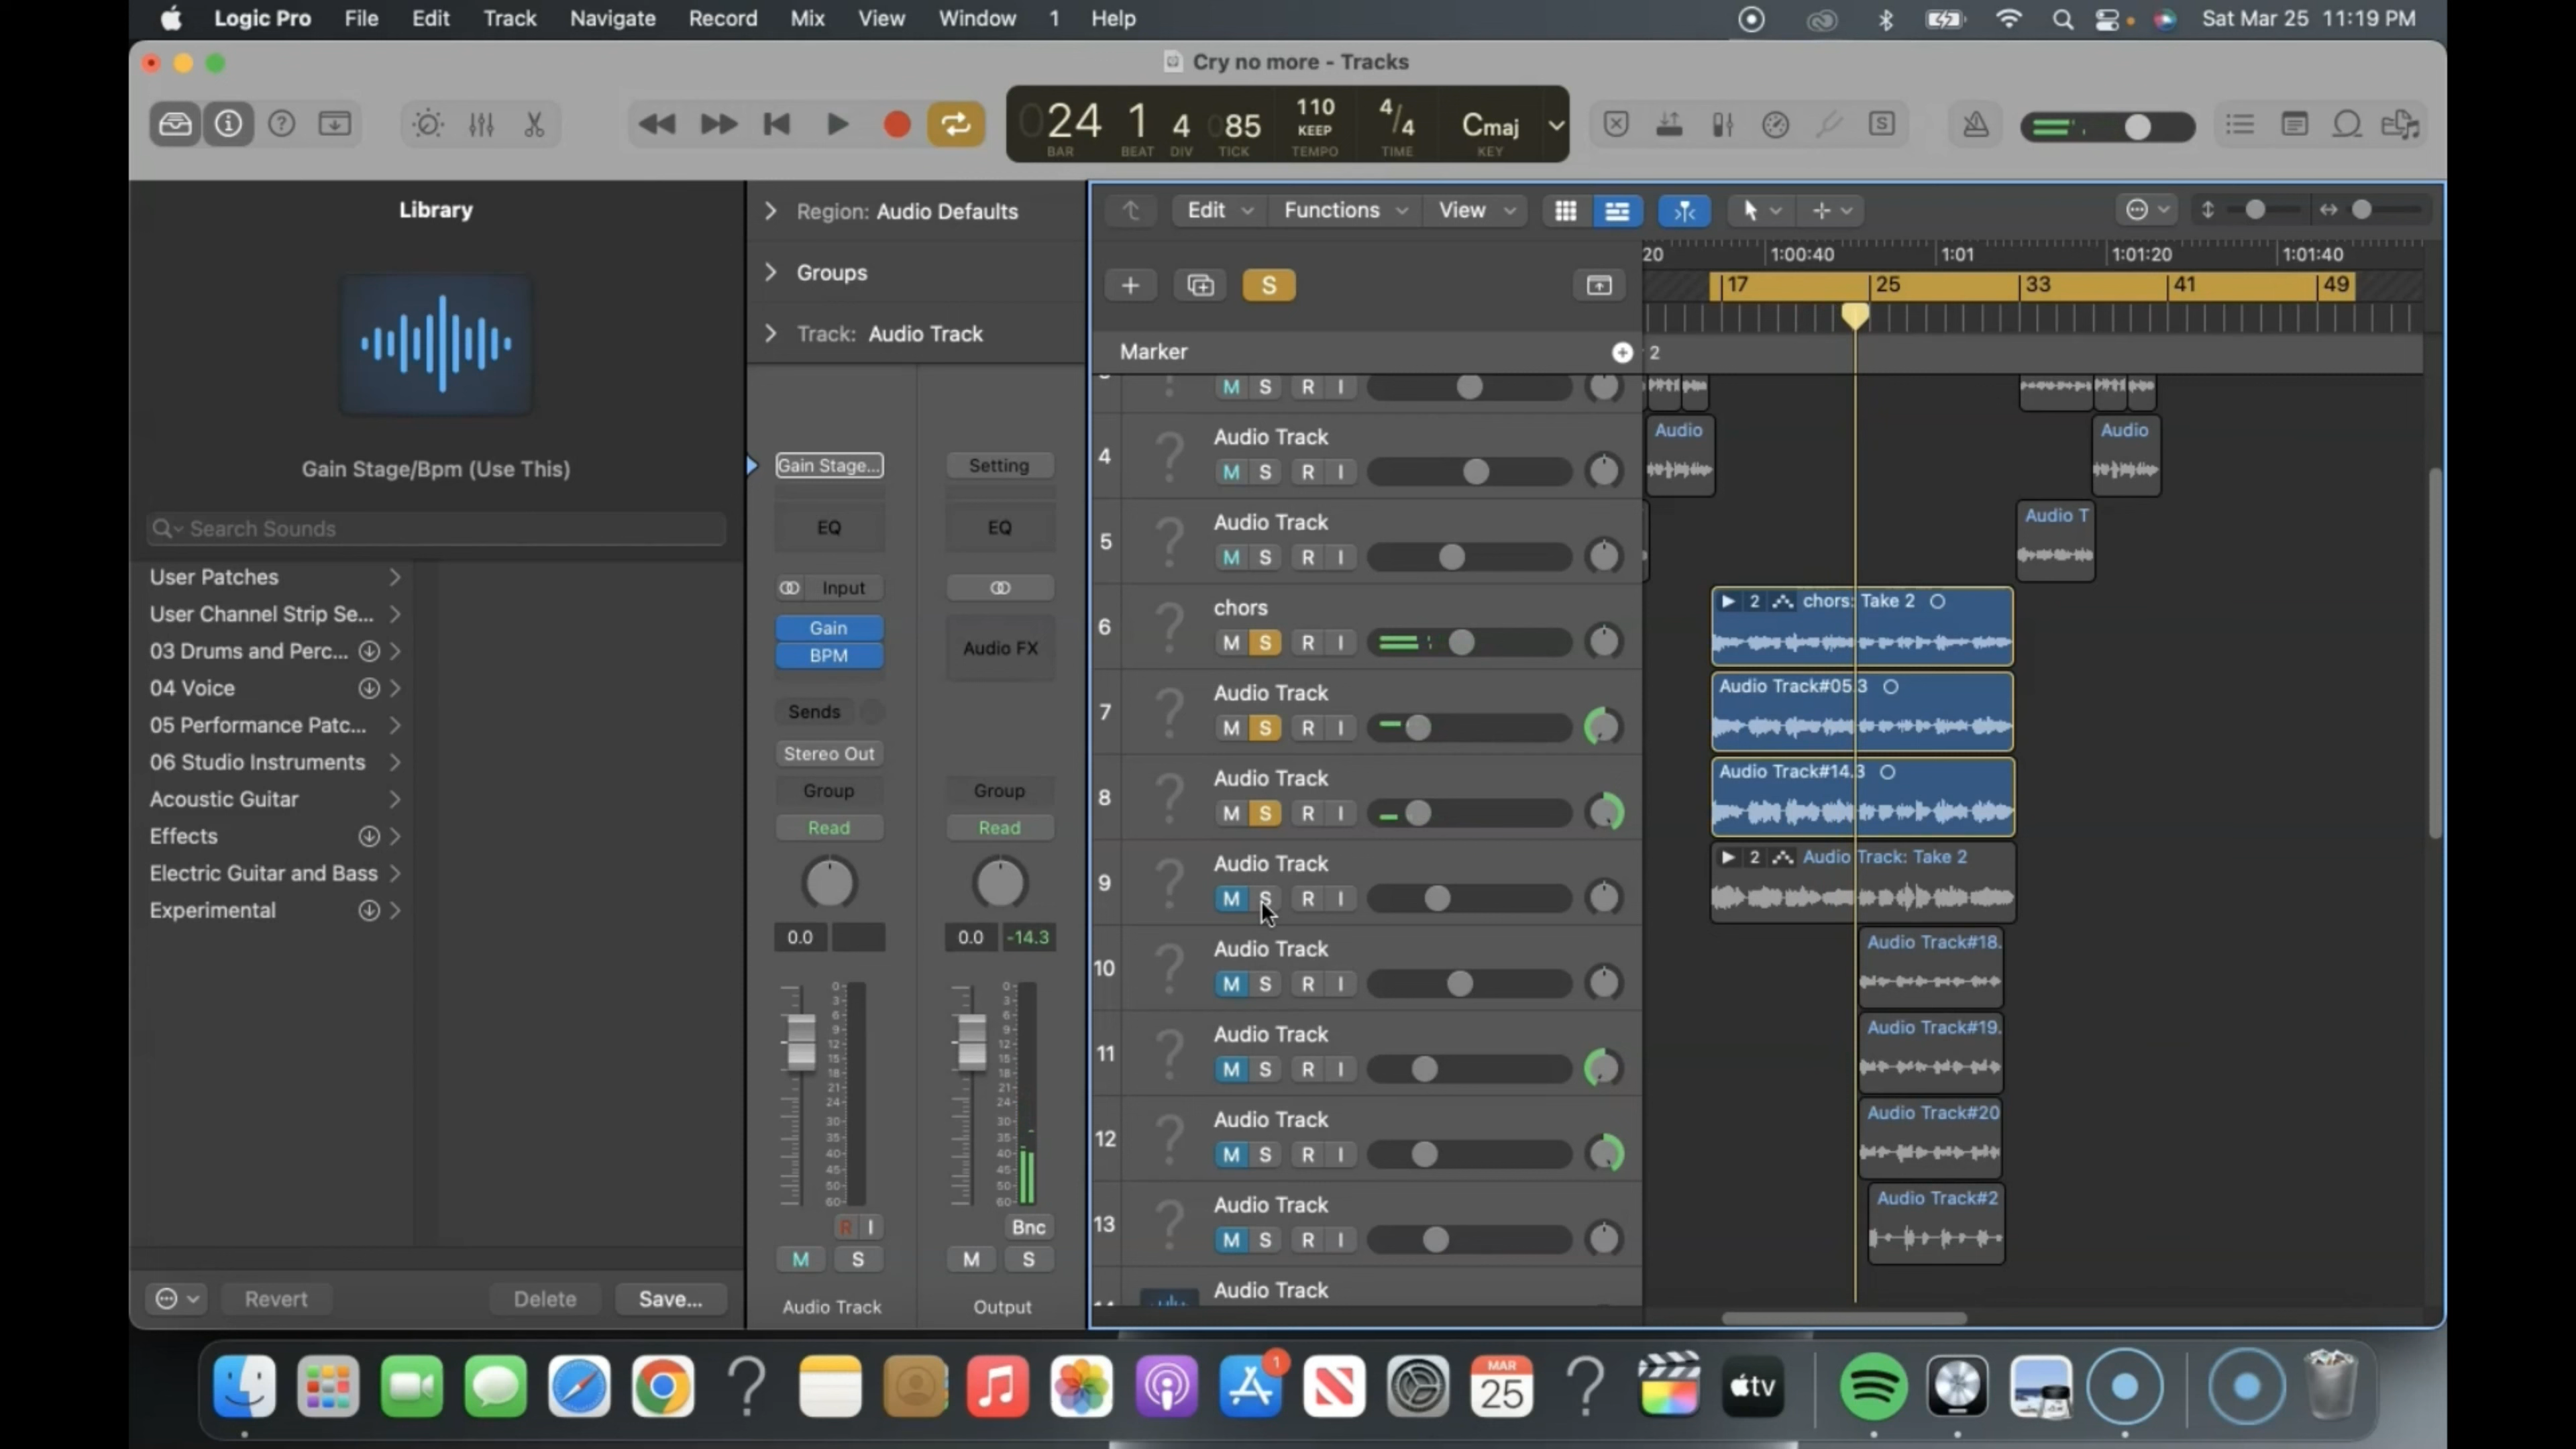 Logic Pro File Edit Track Navigate Record Mix View Window 1 Help Sat Mar 25 11:19 PM
Cry no more - Tracks
024 1 4 085 110 KEEP 4/4 Cmaj
BAR BEAT DIV TICK TEMPO TIME KEY
Library
Gain Stage/Bpm (Use This)
Search Sounds
User Patches
User Channel Strip Se...
03 Drums and Perc...
04 Voice
05 Performance Patc...
06 Studio Instruments
Acoustic Guitar
Effects
Electric Guitar and Bass
Experimental
Revert Delete Save...
Region: Audio Defaults
Groups
Track: Audio Track
Gain Stage... Setting
EQ EQ
Input
Gain
BPM
Audio FX
Sends
Stereo Out
Group Group
Read Read
0.0 0.0 -14.3
R I Bnc
M S M S
Audio Track Output
Edit Functions View
S
20 1:00:40 1:01 1:01:20 1:01:40
17 25 33 41 49
Marker 2
M S R I
4 Audio Track
M S R I
5 Audio Track
M S R I
6 chors
M S R I
7 Audio Track
M S R I
8 Audio Track
M S R I
9 Audio Track
M S R I
10 Audio Track
M S R I
11 Audio Track
M S R I
12 Audio Track
M S R I
13 Audio Track
M S R I
Audio Track
Audio Audio
Audio T
2 chors: Take 2
Audio Track#05.3
Audio Track#14.3
2 Audio Track: Take 2
Audio Track#18.
Audio Track#19.
Audio Track#20
Audio Track#2
1
MAR
25
tv